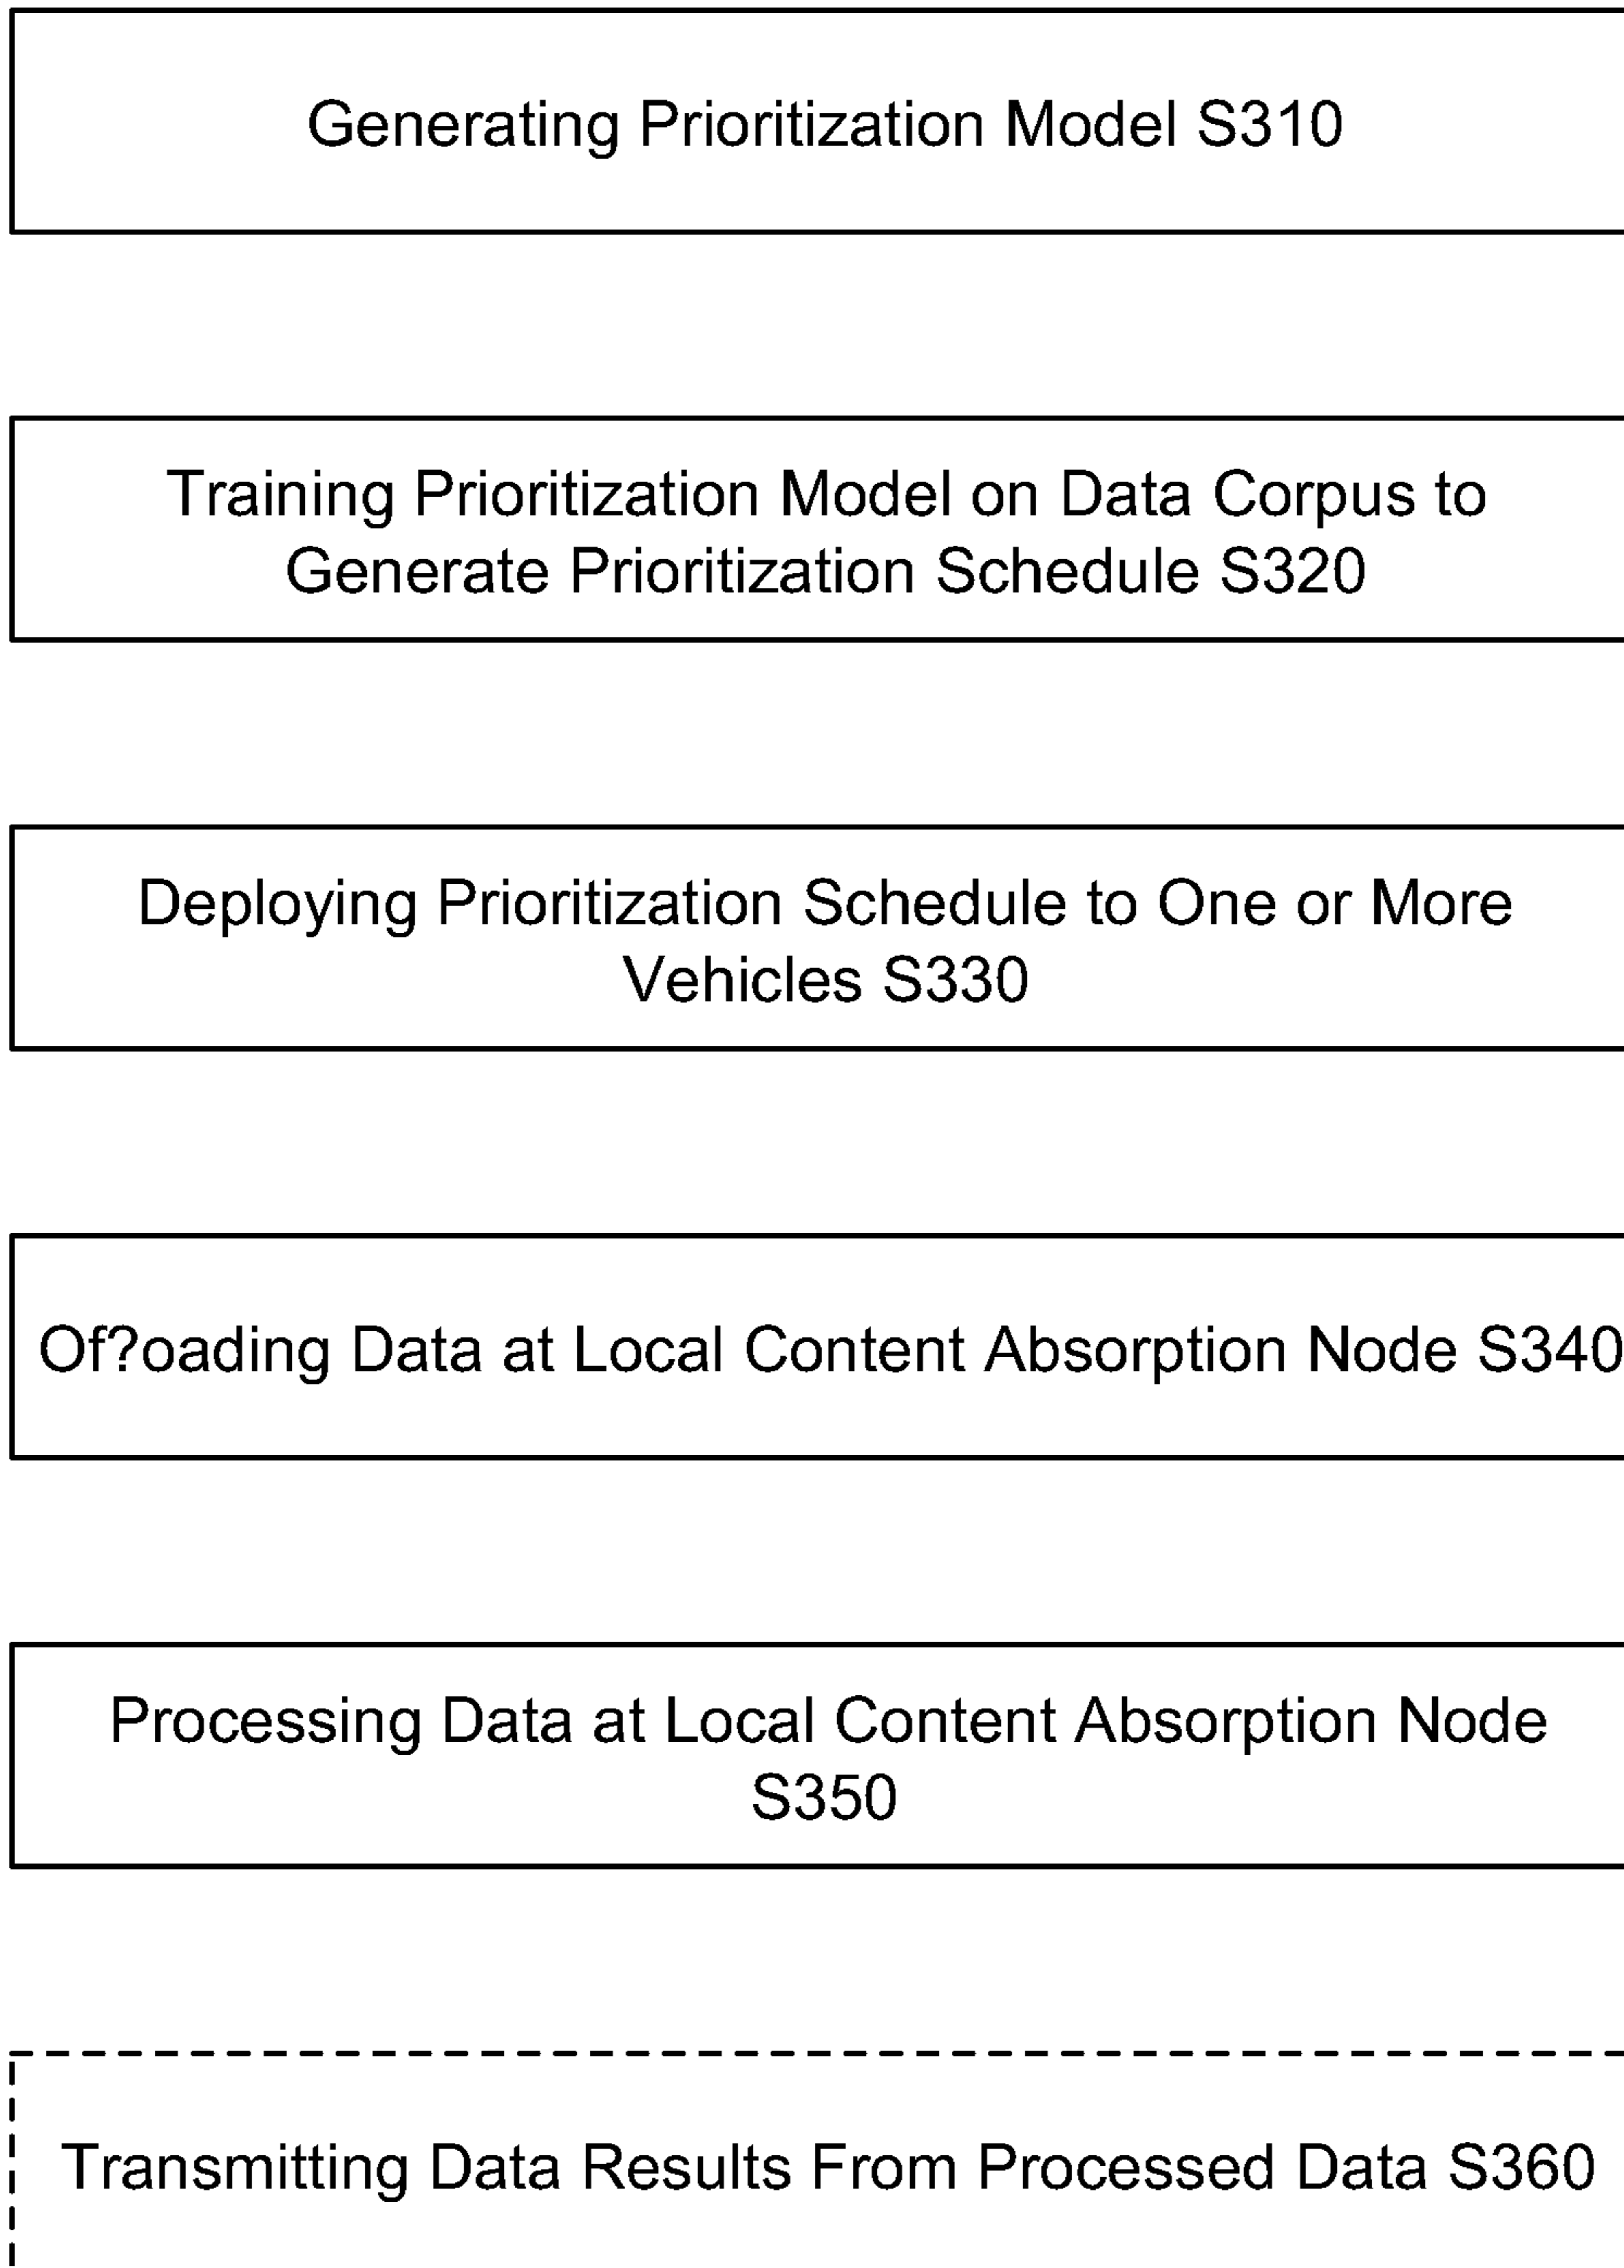 Generating Prioritization Model S310
Training Prioritization Model on Data Corpus to
Generate Prioritization Schedule S320
Deploying Prioritization Schedule to One or More
Vehicles S330
Of?oading Data at Local Content Absorption Node S340
Processing Data at Local Content Absorption Node
S350
Transmitting Data Results From Processed Data S360